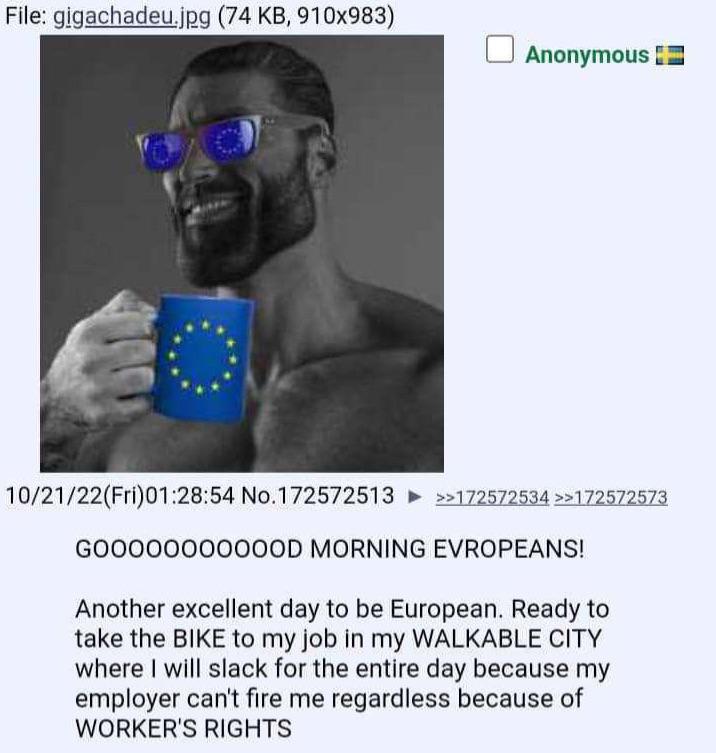 File: gigachadeu.jpg (74 KB, 910x983)
Anonymous
10/21/22(Fri)01:28:54 No.172572513 ▶ >>172572534 >>172572573
GOOOOOOOOOOOD MORNING EVROPEANS!
Another excellent day to be European. Ready to
take the BIKE to my job in my WALKABLE CITY
where I will slack for the entire day because my
employer can't fire me regardless because of
WORKER'S RIGHTS